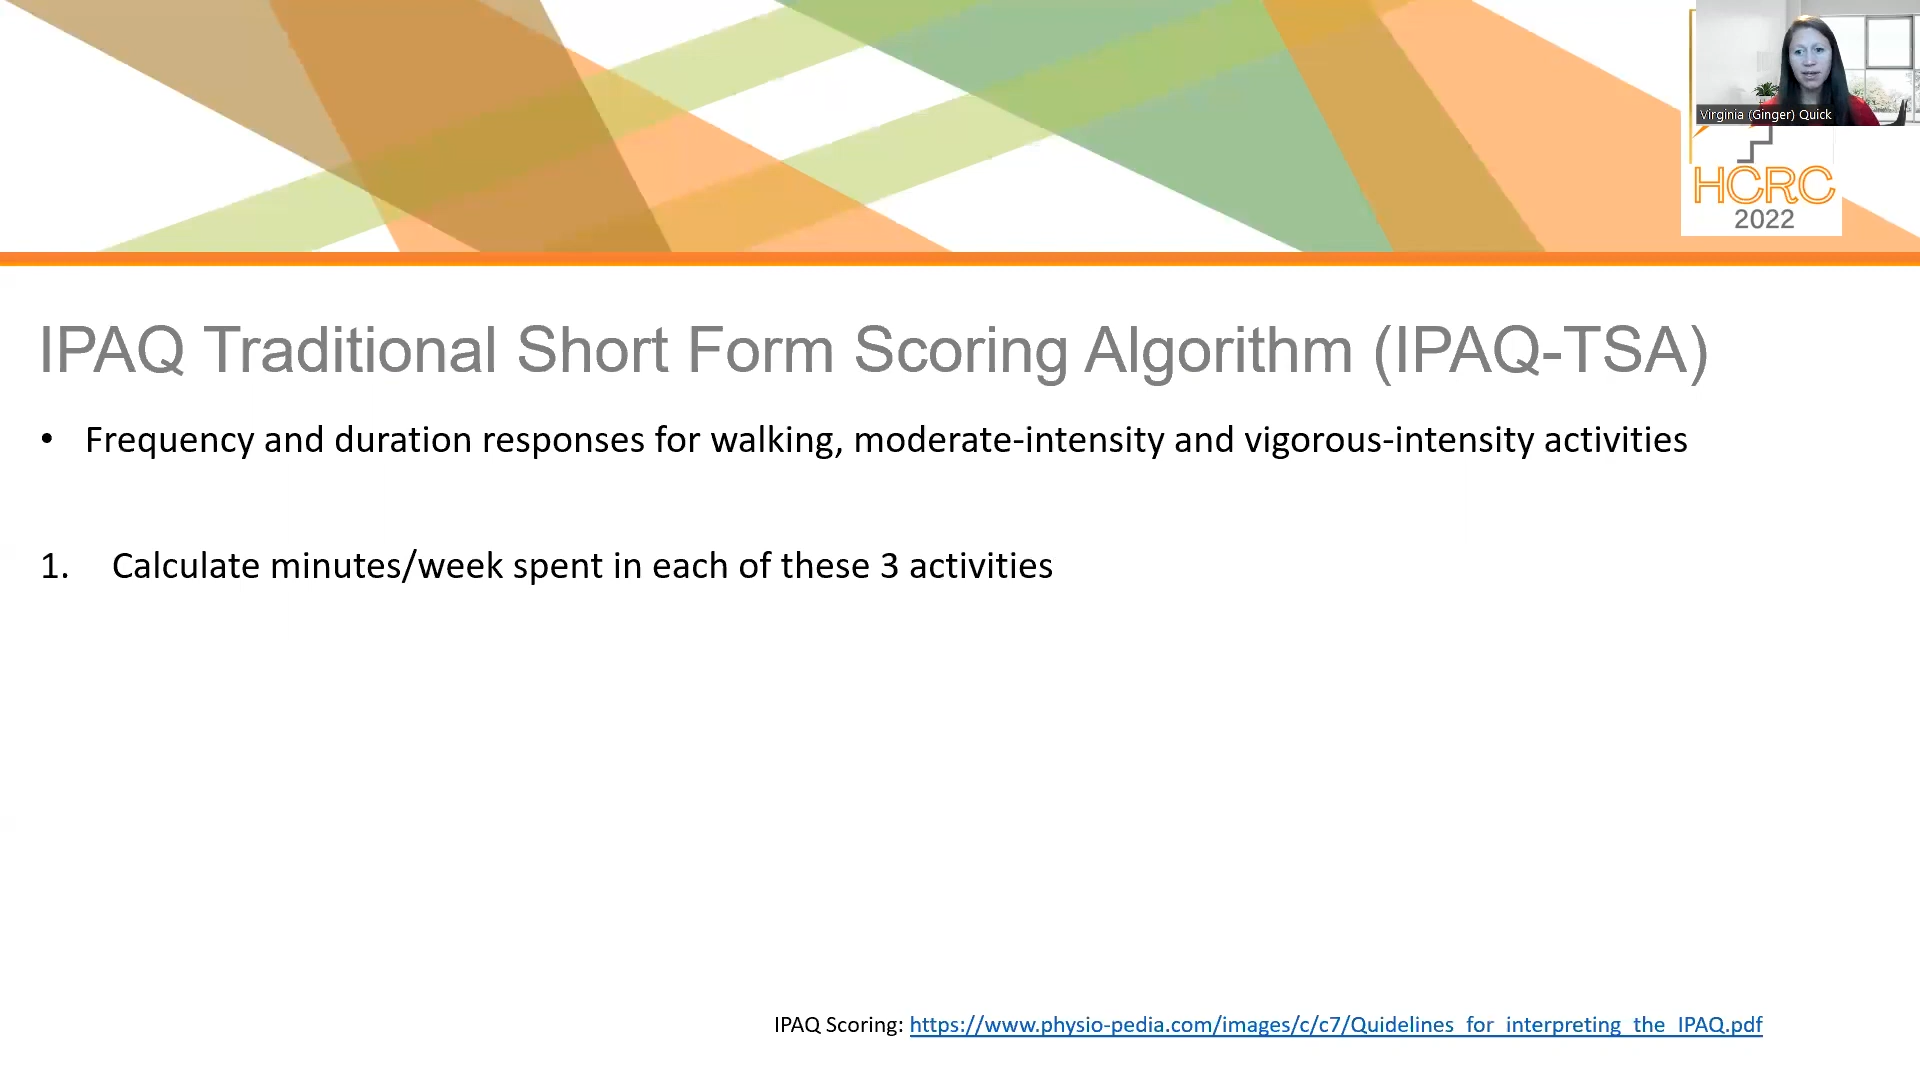 Virginia (Ginger) Quick
HCRC
2022
IPAQ Traditional Short Form Scoring Algorithm (IPAQ-TSA)
• Frequency and duration responses for walking, moderate-intensity and vigorous-intensity activities
1. Calculate minutes/week spent in each of these 3 activities
IPAQ Scoring: https://www.physio-pedia.com/images/c/c7/Quidelines_for_interpreting_the_IPAQ.pdf